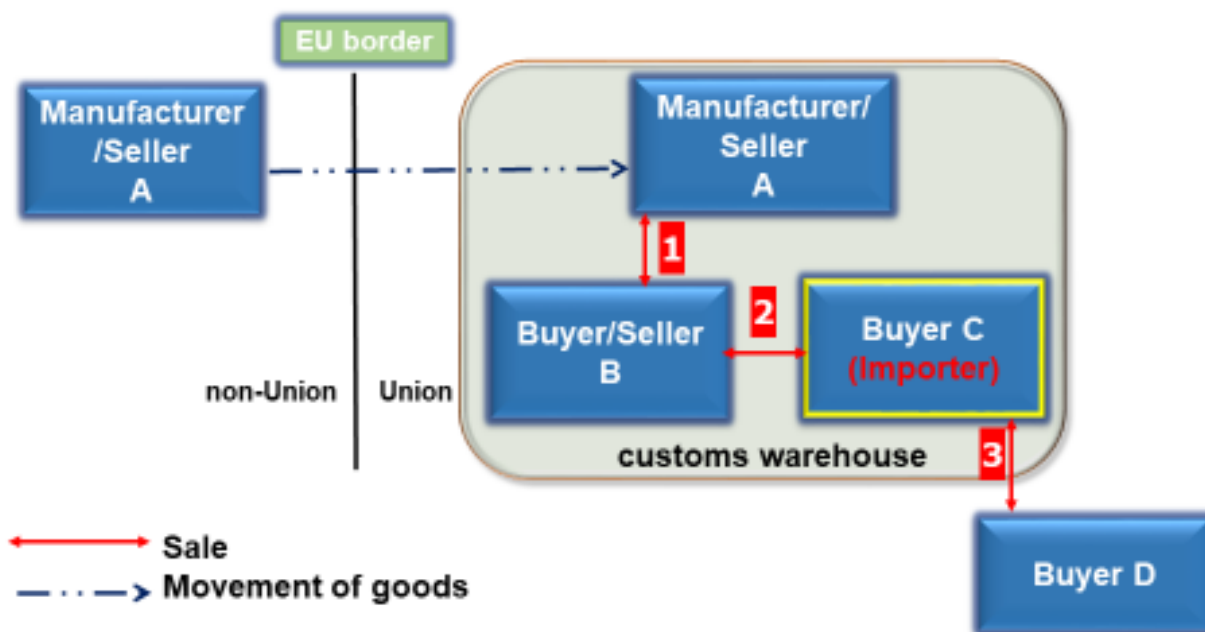 EU border
Manufacturer
/Seller
A
Manufacturer/
Seller
A
1
Buyer/Seller
B
2
Buyer C
(Importer)
non-Union
Union
customs warehouse
3
Sale
Movement of goods
Buyer D